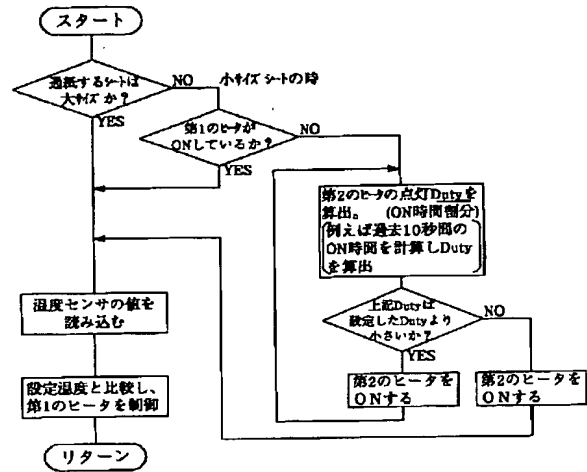 スタート
通紙するシートは
大サイズか?
NO
小サイズシートの時
YES
第1のヒータが
ONしているか?
NO
YES
第2のヒータの点灯Dutyを
算出。 (ON時間割分)
例えば過去10秒間の
ON時間を計算しDuty
を算出
上記Dutyは
設定したDutyより
小さいか?
NO
YES
第2のヒータを
ONする
第2のヒータを
ONする
温度センサの値を
読み込む
設定温度と比較し、
第1のヒータを制御
リターン